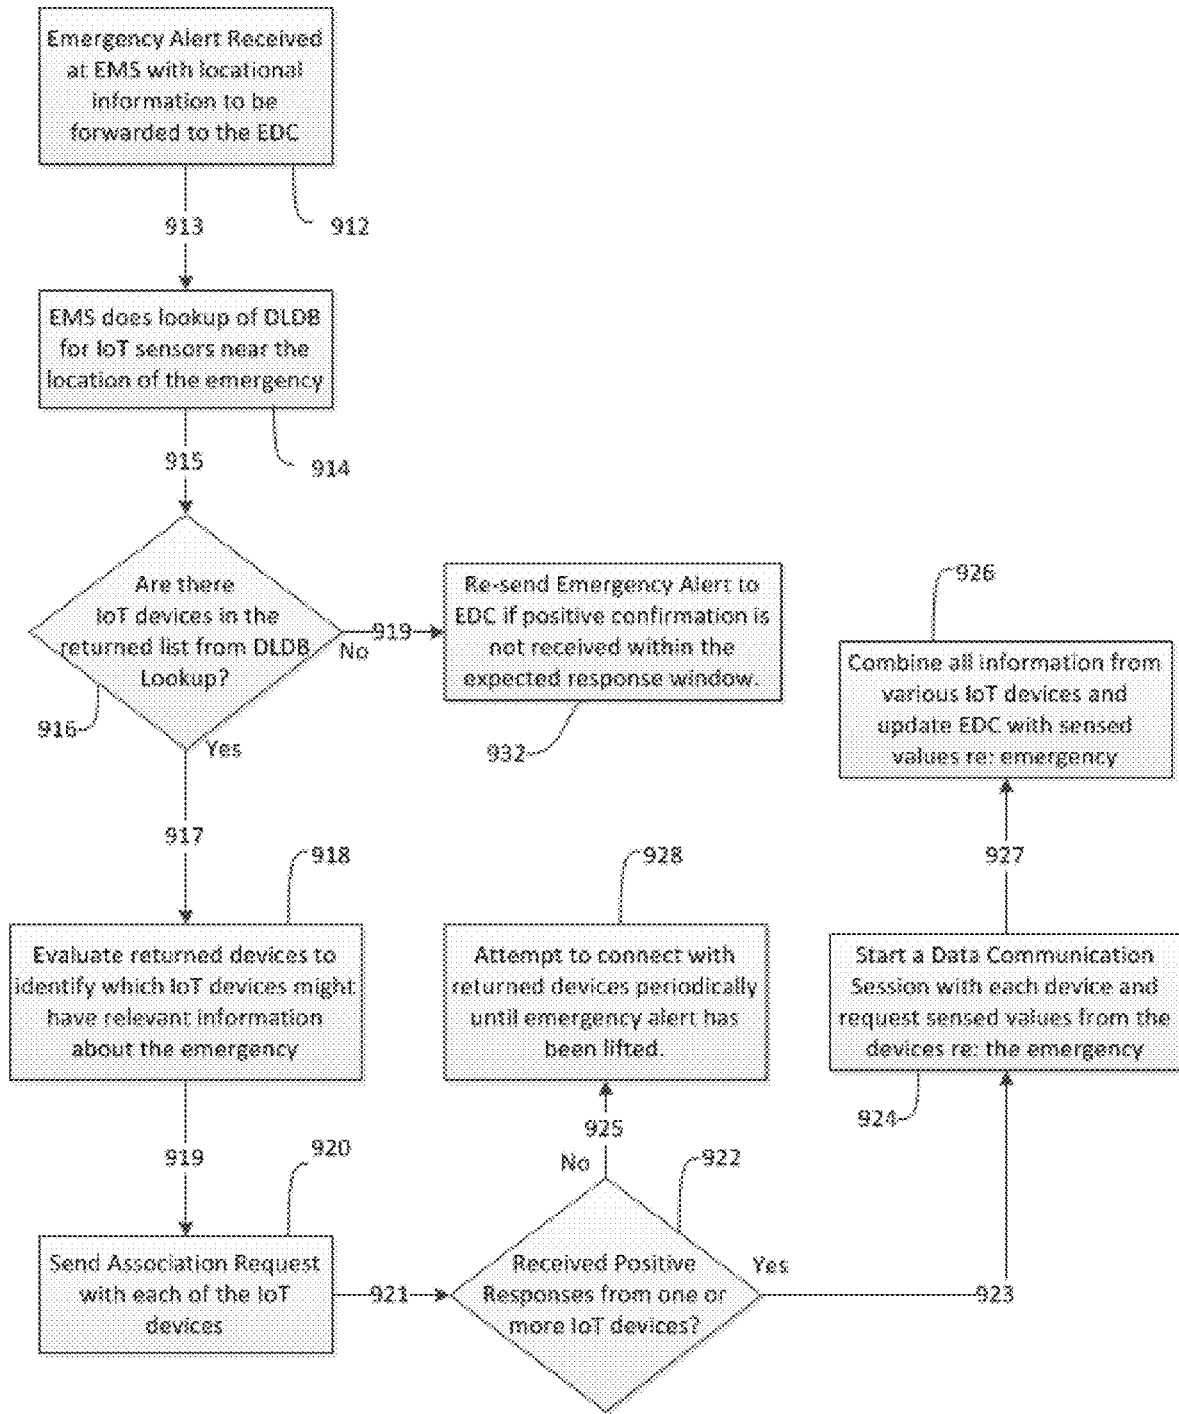 Emergency Alert Received
at EMS with locational
information to be
forwarded to the EDC
913
912
EMS does lookup of DLDB
for IoT sensors near the
location of the emergency
915
914
Are there
IoT devices in the
returned list from DLDB
Lookup?
919
No
916
Yes
Re-send Emergency Alert to
EDC if positive confirmation is
not received within the
expected response window.
932
926
Combine all information from
various IoT devices and
update EDC with sensed
values re: emergency
917
918
928
927
Evaluate returned devices to
identify which IoT devices might
have relevant information
about the emergency
Attempt to connect with
returned devices periodically
until emergency alert has
been lifted.
Start a Data Communication
Session with each device and
request sensed values from the
devices re: the emergency
924
919
920
925
No
922
Send Association Request
with each of the IoT
devices
921
Received Positive
Responses from one or
more IoT devices?
Yes
923